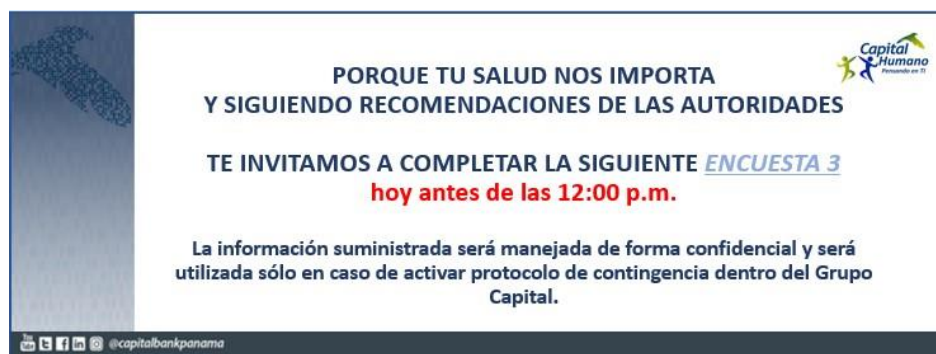 Capital
Humano
Pensando en TI
PORQUE TU SALUD NOS IMPORTA
Y SIGUIENDO RECOMENDACIONES DE LAS AUTORIDADES
TE INVITAMOS A COMPLETAR LA SIGUIENTE ENCUESTA 3
hoy antes de las 12:00 p.m.
La información suministrada será manejada de forma confidencial y será
utilizada sólo en caso de activar protocolo de contingencia dentro del Grupo
Capital.
@capitalbankpanama